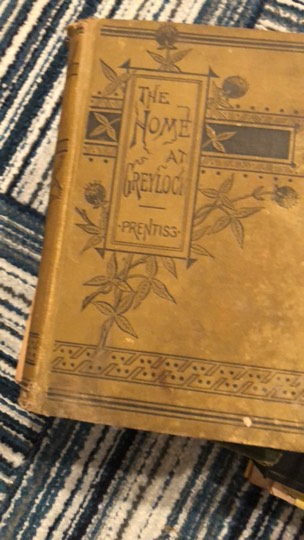 THE
HOME
AT
GREYLOCK
PRENTISS